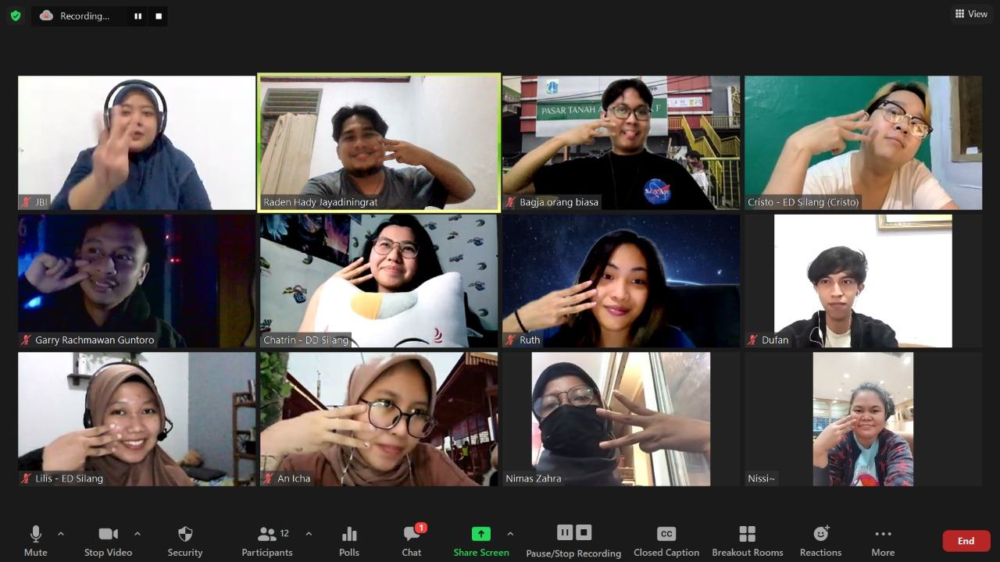 Recording...
View
PASAR TANAH A
F
JBI
Raden Hady Jayadiningrat
Bagja orang biasa
Cristo - ED Silang (Cristo)
Garry Rachmawan Guntoro
Chatrin - DD Silang
Ruth
Dufan
Lilis - ED Silang
An Icha
Nimas Zahra
Nissi~
12
1
CC
Mute
Stop Video
Security
Participants
Polls
Chat
Share Screen
Pause/Stop Recording
Closed Caption
Breakout Rooms
Reactions
More
End